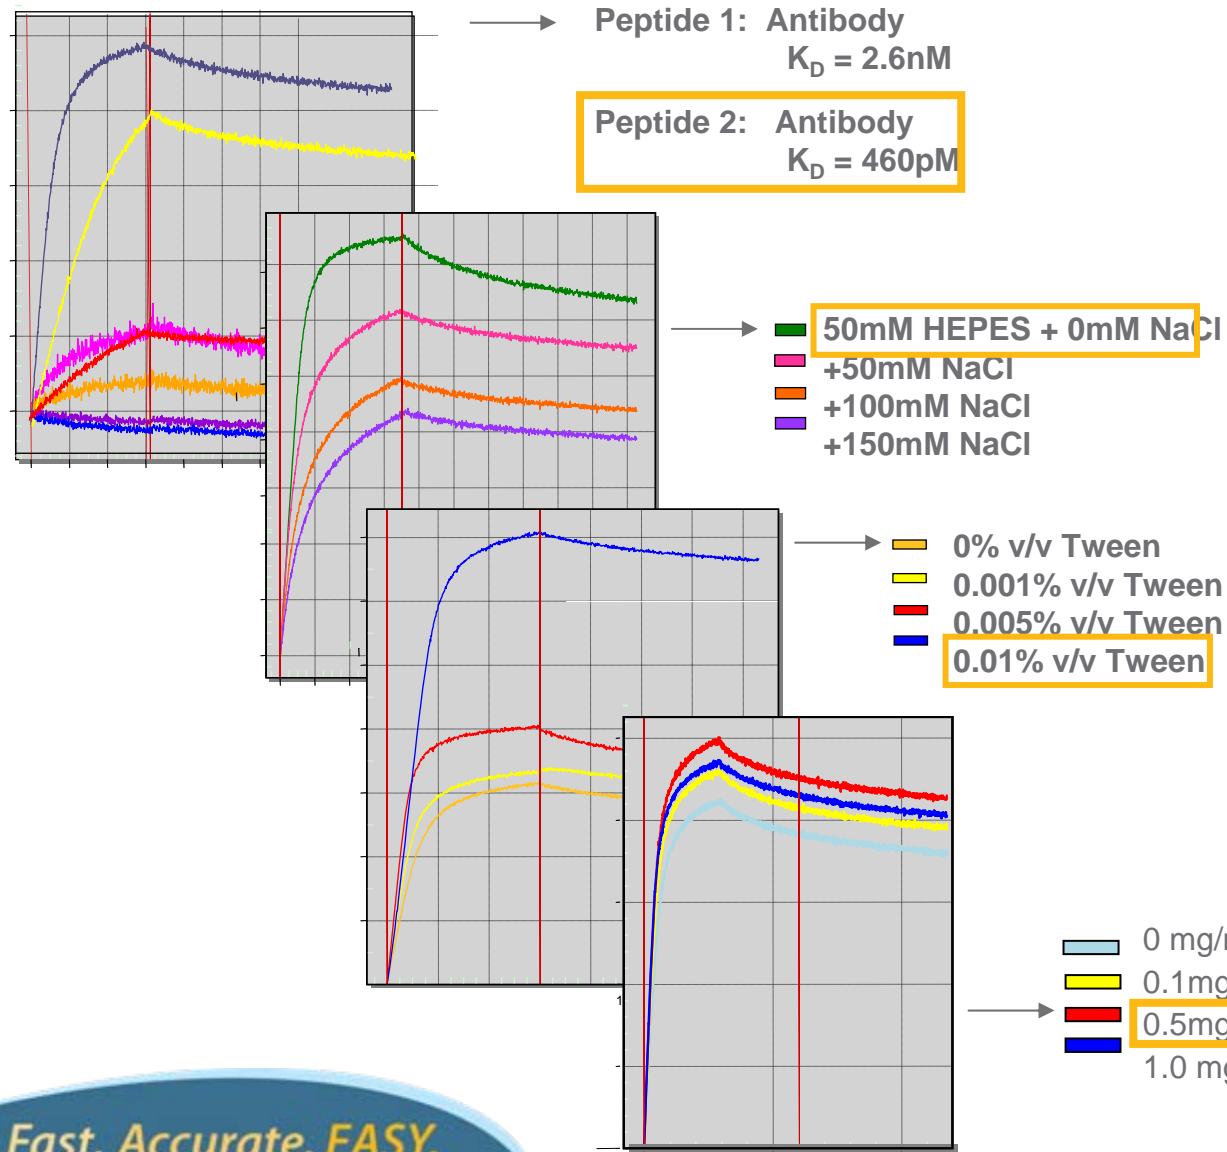 Peptide 1: Antibody
K_D = 2.6nM
Peptide 2: Antibody
K_D = 460pM
50mM HEPES + 0mM NaCl
+50mM NaCl
+100mM NaCl
+150mM NaCl
0% v/v Tween
0.001% v/v Tween
0.005% v/v Tween
0.01% v/v Tween
0 mg/
0.1mg
0.5mg
1.0 mg
Fast. Accurate. EASY.